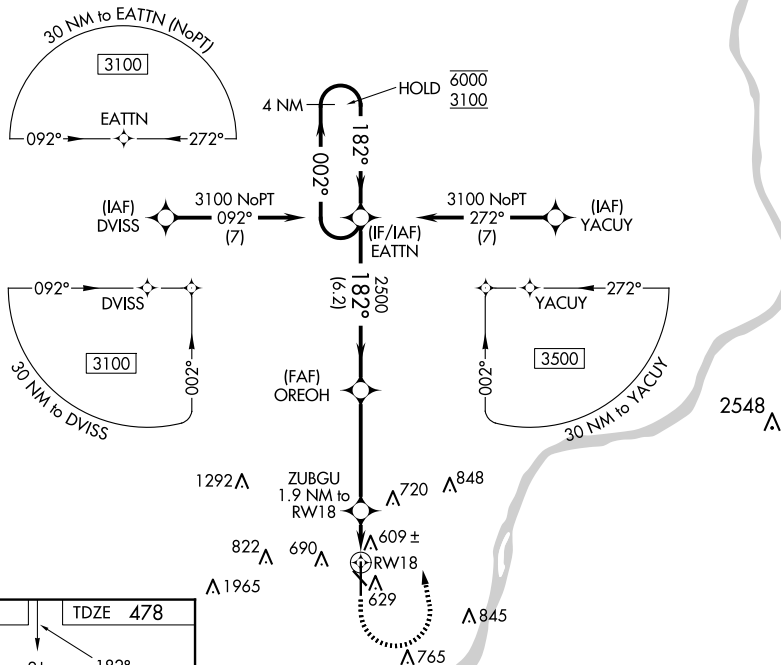 30 NM to EATTN (NoPT)
3100
EATTN
092°
272°
4 NM
HOLD
6000
3100
182°
002°
(IAF)
DVISS
3100 NoPT
092°
(7)
(IF/IAF)
EATTN
3100 NoPT
272°
(7)
(IAF)
YACUY
092°
DVISS
3100
002°
30 NM to DVISS
2500
182°
(6.2)
YACUY
272°
3500
002°
30 NM to YACUY
(FAF)
OREOH
2548
1292
ZUBGU
1.9 NM to
RW18
720
848
822
690
609 ±
RW18
1965
629
845
765
TDZE 478
182°